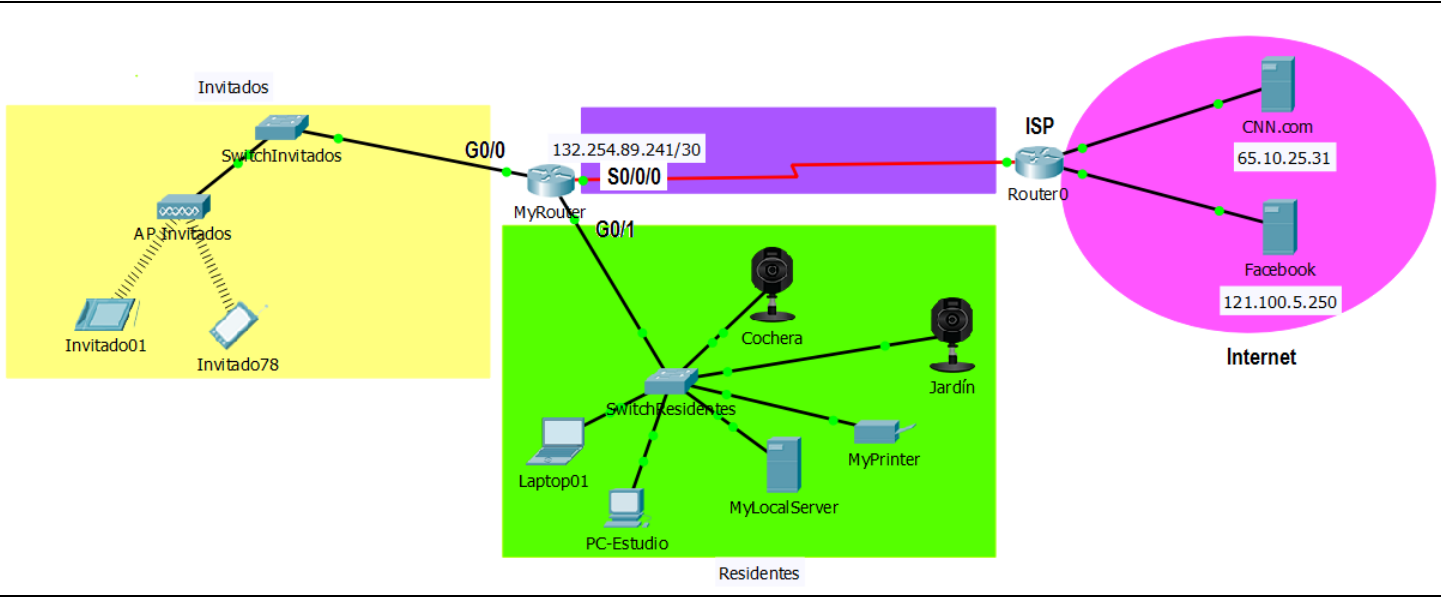 Invitados
SwitchInvitados
AP Invitados
Invitado01
Invitado78
G0/0
132.254.89.241/30
S0/0/0
MyRouter
G0/1
ISP
Router0
CNN.com
65.10.25.31
Facebook
121.100.5.250
Internet
Cochera
Jardín
SwitchResidentes
Laptop01
PC-Estudio
MyLocalServer
MyPrinter
Residentes